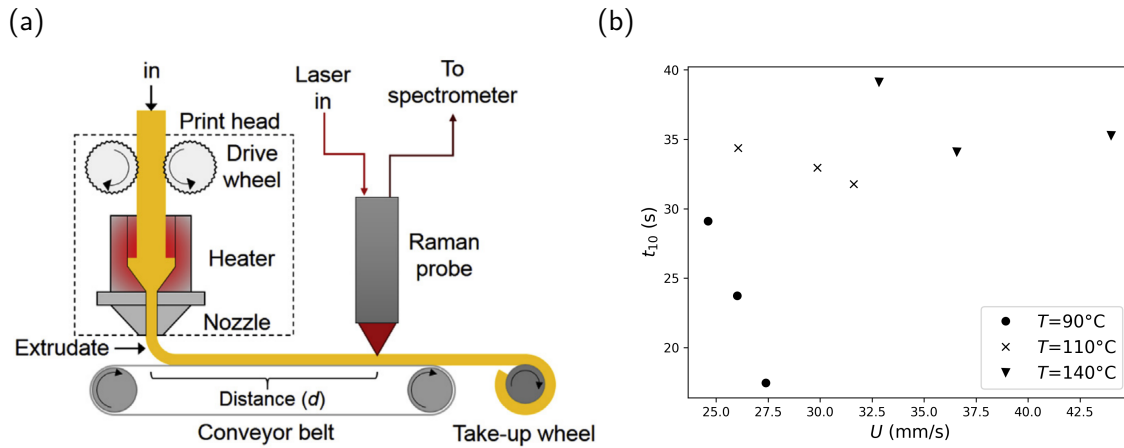 (a)
in
Print head
Drive
wheel
Heater
Nozzle
Extrudate
Laser
in
To
spectrometer
Raman
probe
Distance (d)
Conveyor belt
Take-up wheel
(b)
40
35
30
25
20
t₁₀ (s)
25.0 27.5 30.0 32.5 35.0 37.5 40.0 42.5
U (mm/s)
T=90°C
T=110°C
T=140°C